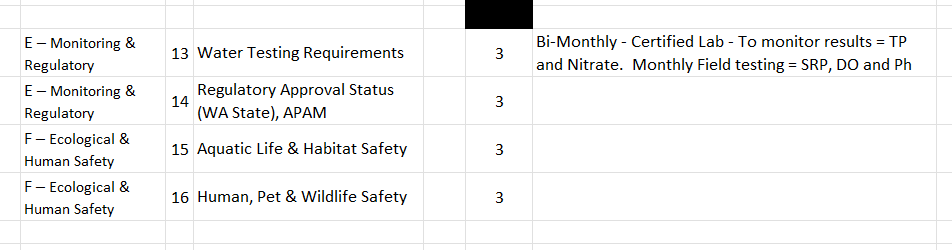 E – Monitoring & Regulatory 13 Water Testing Requirements 3 Bi-Monthly - Certified Lab - To monitor results = TP and Nitrate.  Monthly Field testing = SRP, DO and Ph
E – Monitoring & Regulatory 14 Regulatory Approval Status (WA State), APAM 3
F – Ecological & Human Safety 15 Aquatic Life & Habitat Safety 3
F – Ecological & Human Safety 16 Human, Pet & Wildlife Safety 3